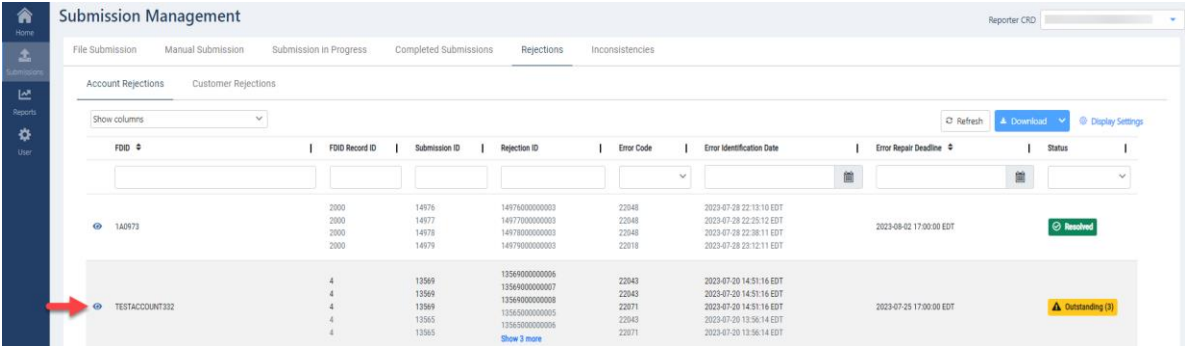 Submission Management
Reporter CRD
Home
Submissions
Reports
User
File Submission Manual Submission Submission in Progress Completed Submissions Rejections Inconsistencies
Account Rejections Customer Rejections
Show columns
Refresh Download Display Settings
FDID FDID Record ID Submission ID Rejection ID Error Code Error Identification Date Error Repair Deadline Status
2000 14976 14976000000003 22048 2023-07-28 22:13:10 EDT
2000 14977 14977000000003 22048 2023-07-28 22:25:12 EDT
1A0973 2023-08-02 17:00:00 EDT Resolved
2000 14978 14978000000003 22048 2023-07-28 22:38:11 EDT
2000 14979 14979000000003 22018 2023-07-28 23:12:11 EDT
4 13569 13569000000006 22043 2023-07-20 14:51:16 EDT
4 13569 13569000000007 22043 2023-07-20 14:51:16 EDT
TESTACCOUNT332 4 13569 13569000000008 22071 2023-07-20 14:51:16 EDT 2023-07-25 17:00:00 EDT Outstanding (3)
4 13565 13565000000005 22043 2023-07-20 13:56:14 EDT
4 13565 13565000000006 22071 2023-07-20 13:56:14 EDT
Show 3 more